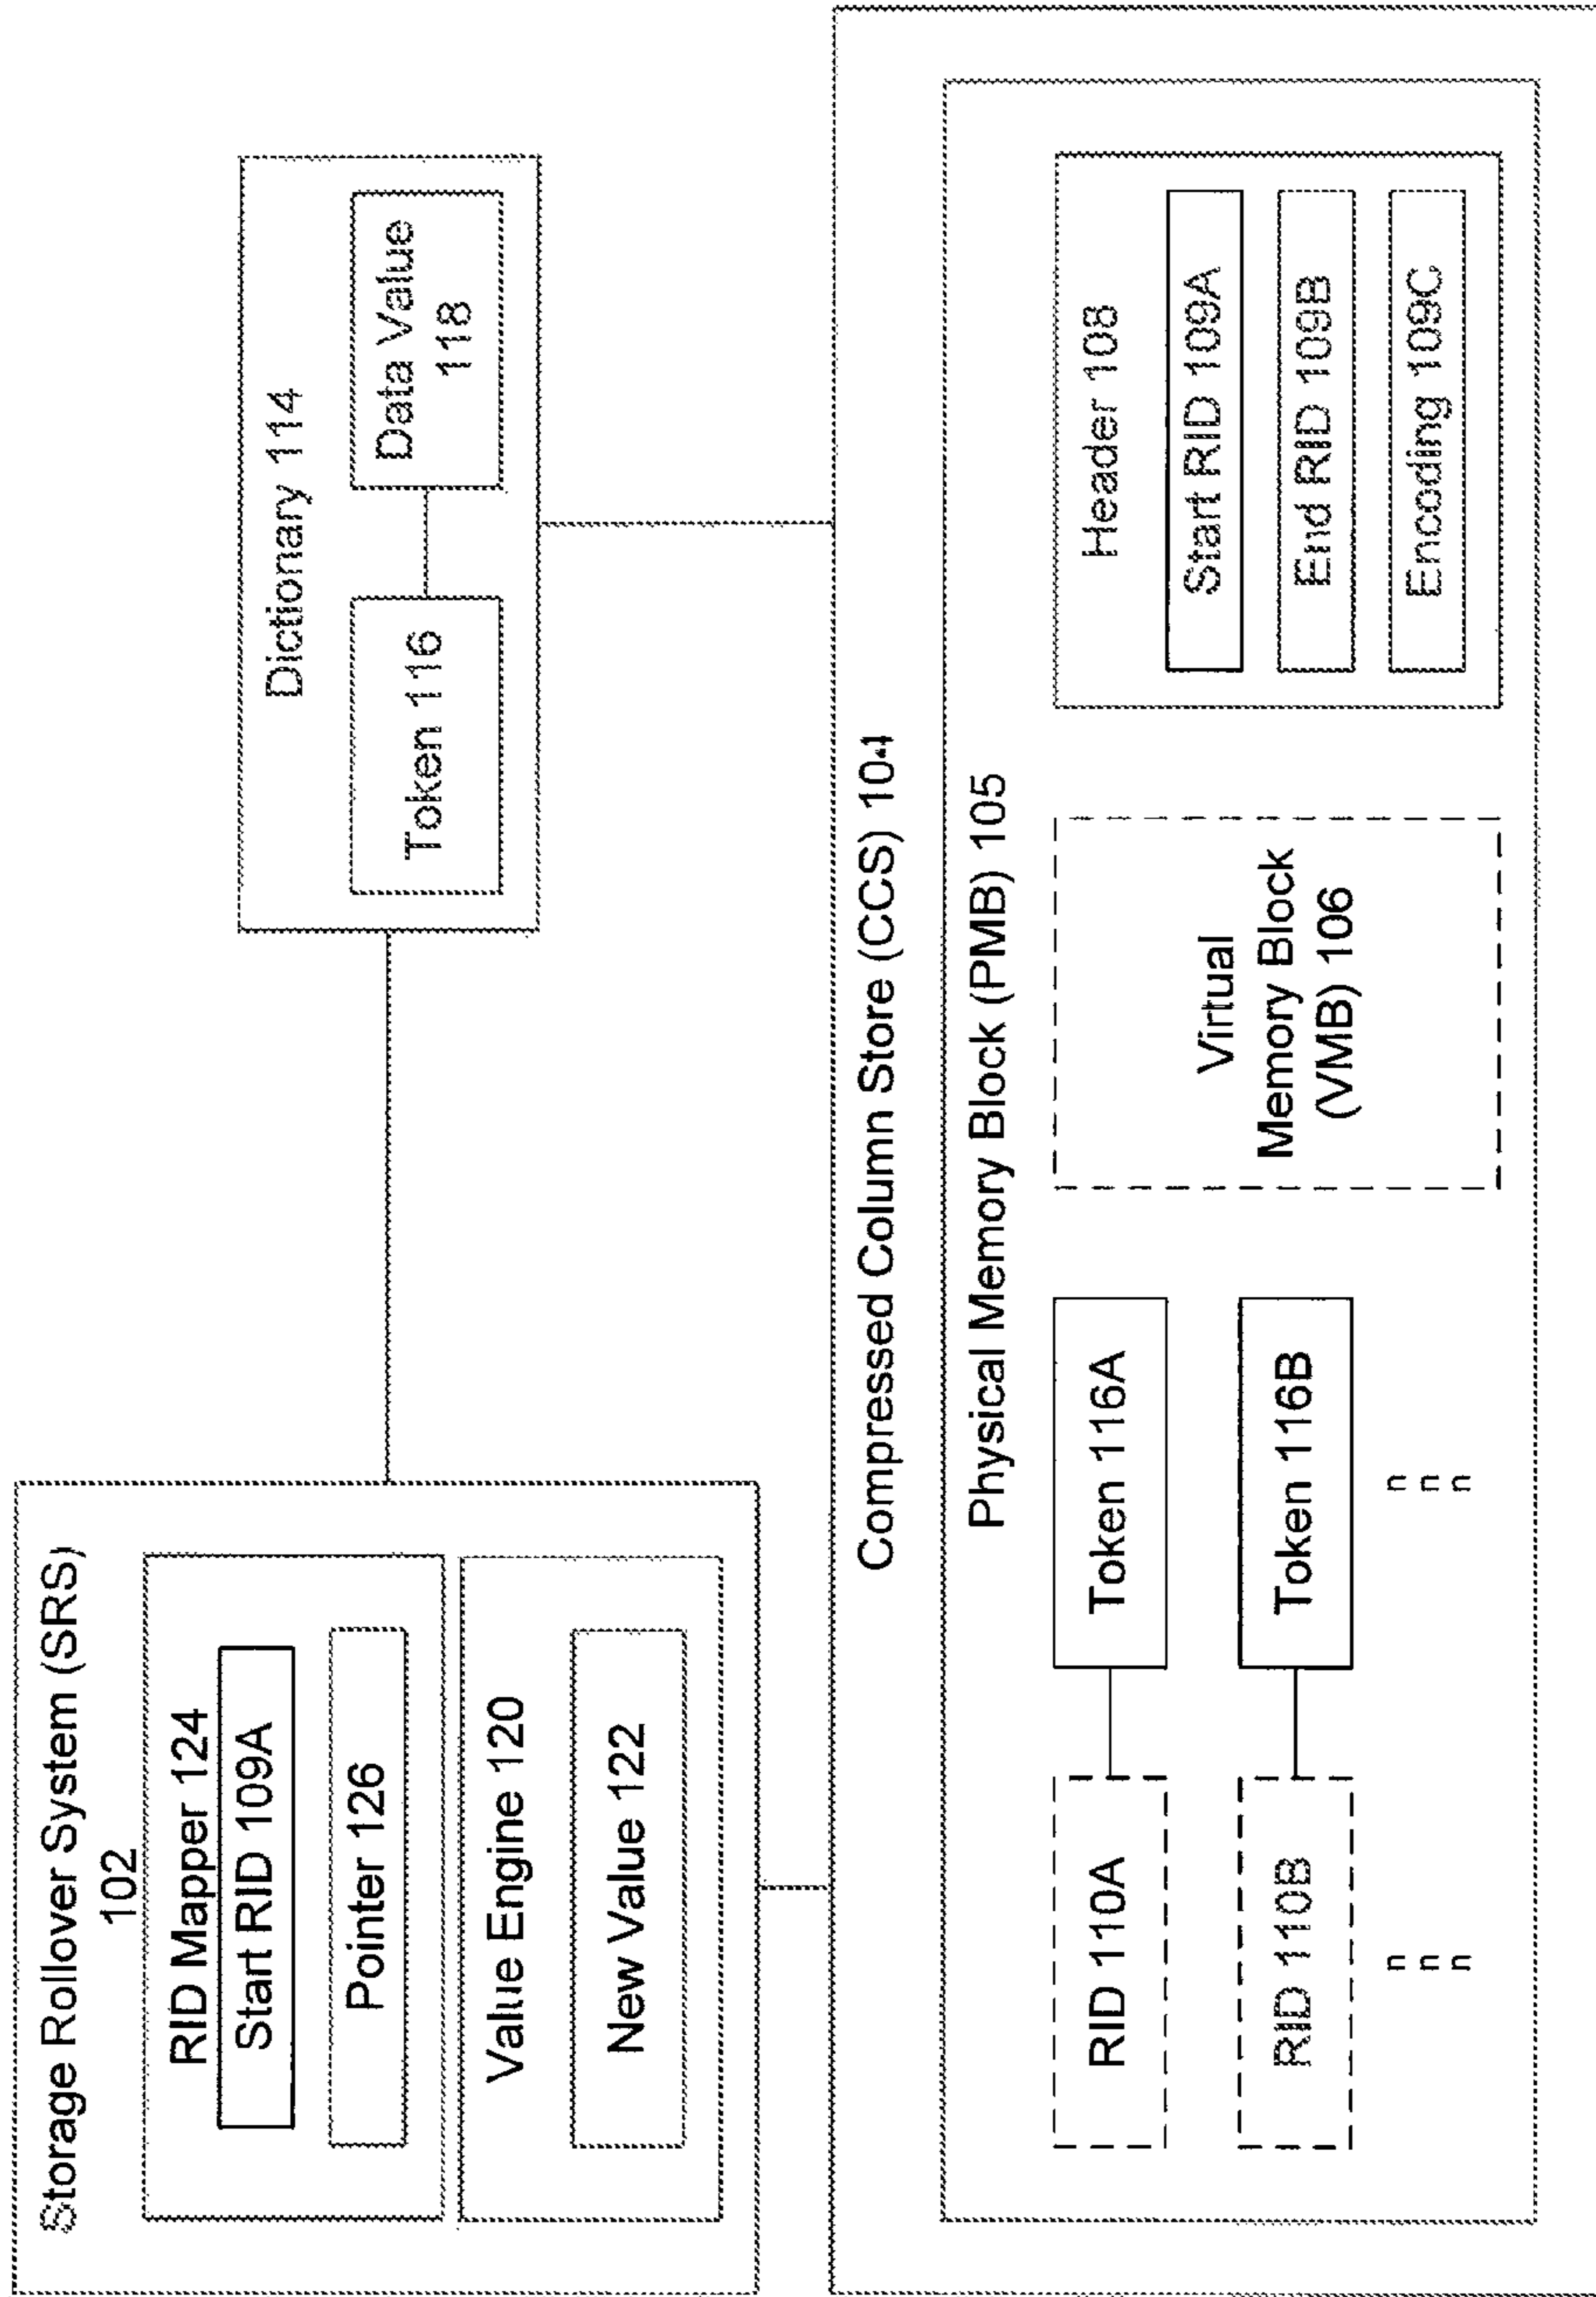 Storage Rollover System (SRS)
102
RID Mapper 124
Start RID 109A
Pointer 126
Value Engine 120
New Value 122
Dictionary 114
Token 116
Data Value
118
Compressed Column Store (CCS) 104
Physical Memory Block (PMB) 105
RID 110A
Token 116A
RID 110B
Token 116B
n
n
n
n
n
n
Virtual
Memory Block
(VMB) 106
Header 108
Start RID 109A
End RID 109B
Encoding 109C